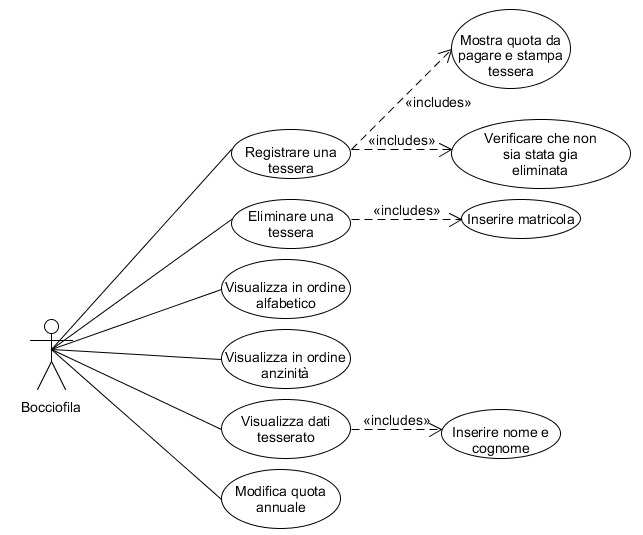 Mostra quota da
pagare e stampa
tessera
«includes»
«includes»
Verificare che non
sia stata gia
eliminata
Registrare una
tessera
Eliminare una
tessera
«includes»
Inserire matricola
Visualizza in ordine
alfabetico
Visualizza in ordine
anzinità
Bocciofila
Visualizza dati
tesserato
«includes»
Inserire nome e
cognome
Modifica quota
annuale